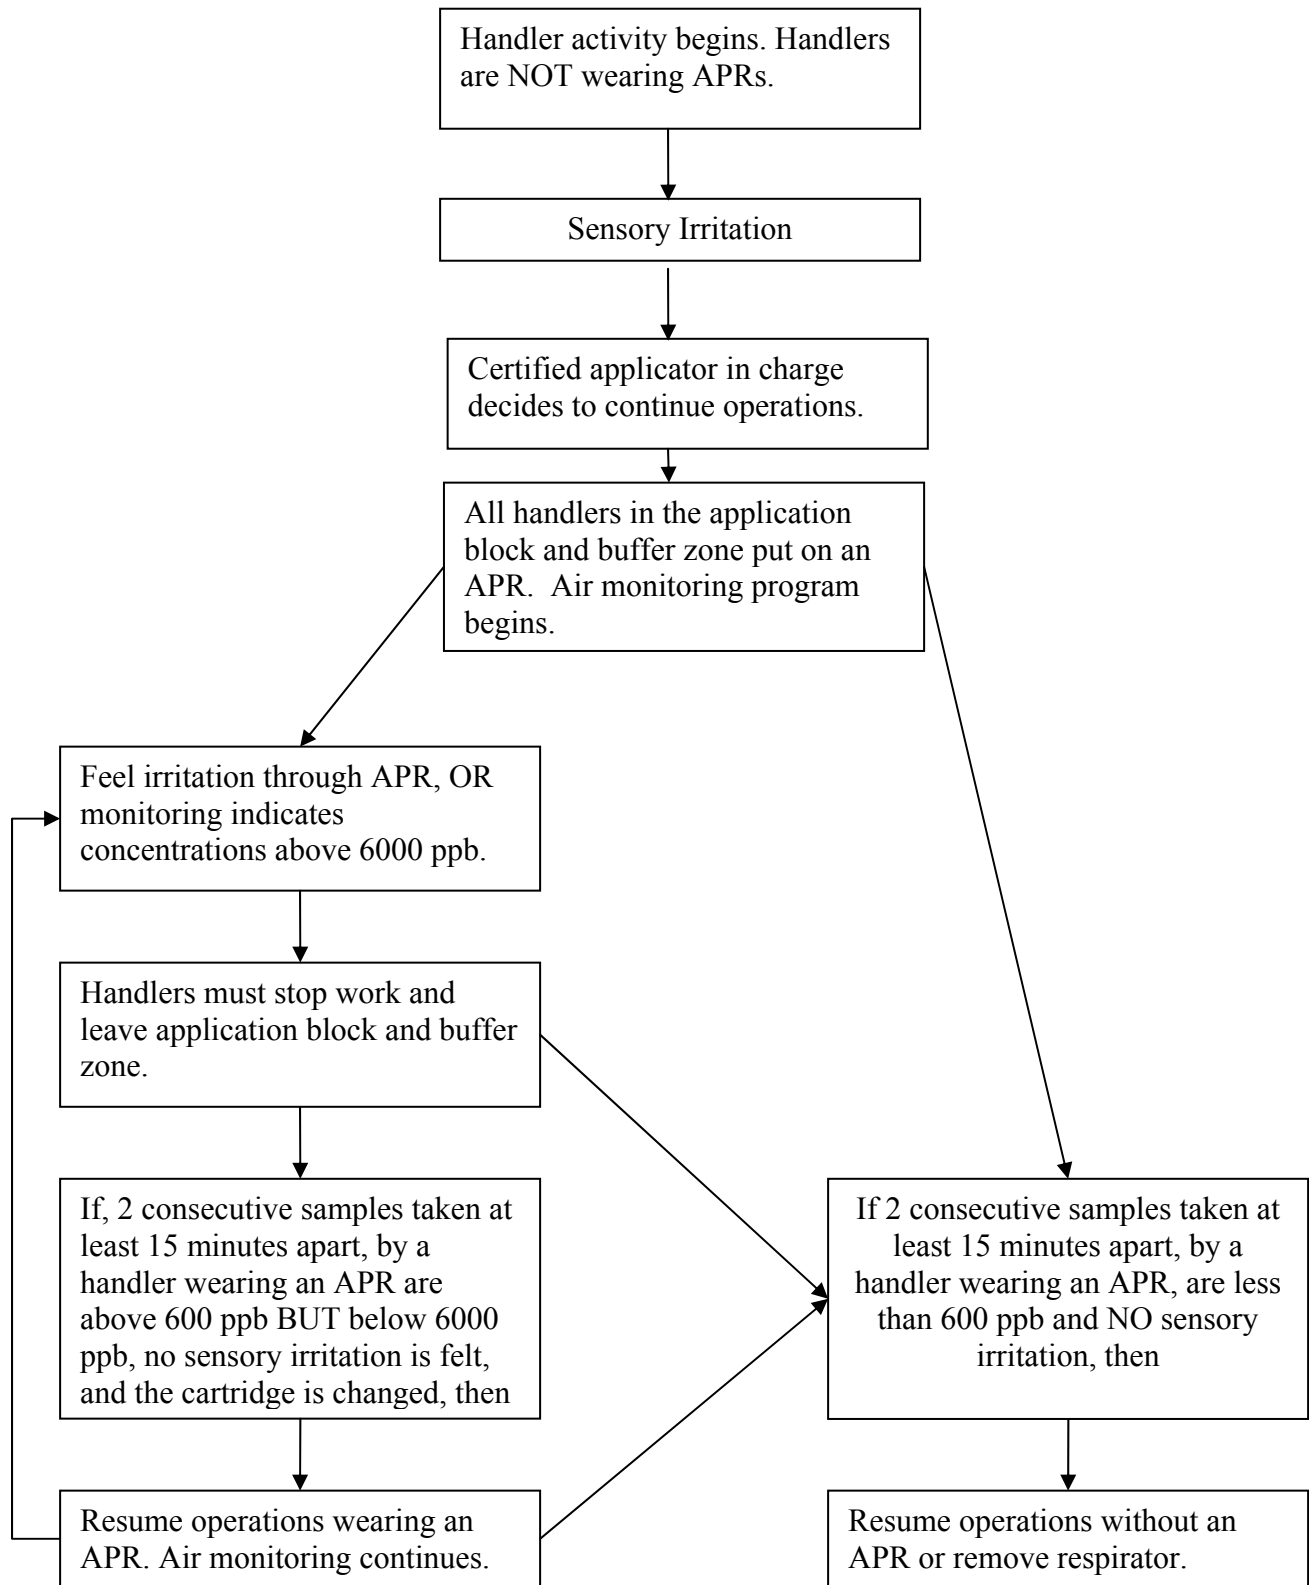 Handler activity begins. Handlers
are NOT wearing APRs.
Sensory Irritation
Certified applicator in charge
decides to continue operations.
All handlers in the application
block and buffer zone put on an
APR.  Air monitoring program
begins.
Feel irritation through APR, OR
monitoring indicates
concentrations above 6000 ppb.
Handlers must stop work and
leave application block and buffer
zone.
If, 2 consecutive samples taken at
least 15 minutes apart, by a
handler wearing an APR are
above 600 ppb BUT below 6000
ppb, no sensory irritation is felt,
and the cartridge is changed, then
If 2 consecutive samples taken at
least 15 minutes apart, by a
handler wearing an APR, are less
than 600 ppb and NO sensory
irritation, then
Resume operations wearing an
APR. Air monitoring continues.
Resume operations without an
APR or remove respirator.